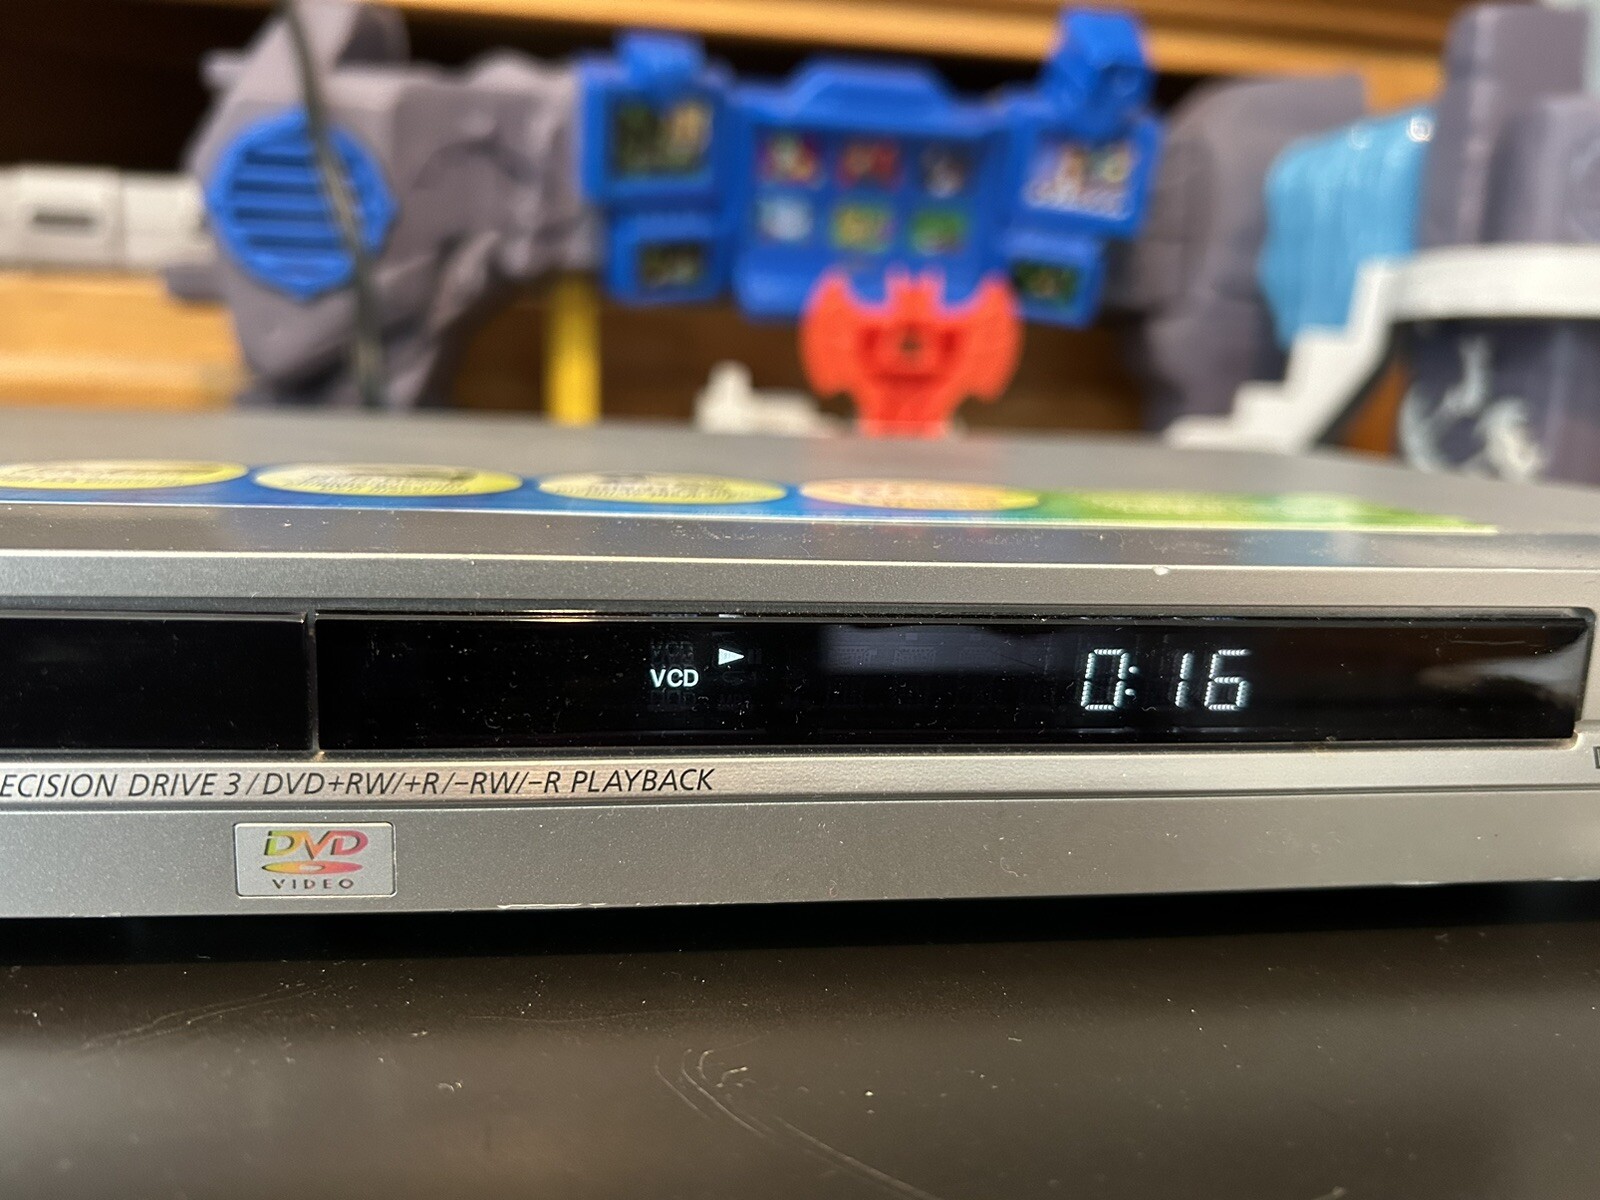 VCD
0:16
ECISION DRIVE 3/DVD+RW/+R/-RW/-R PLAYBACK
DVD
VIDEO